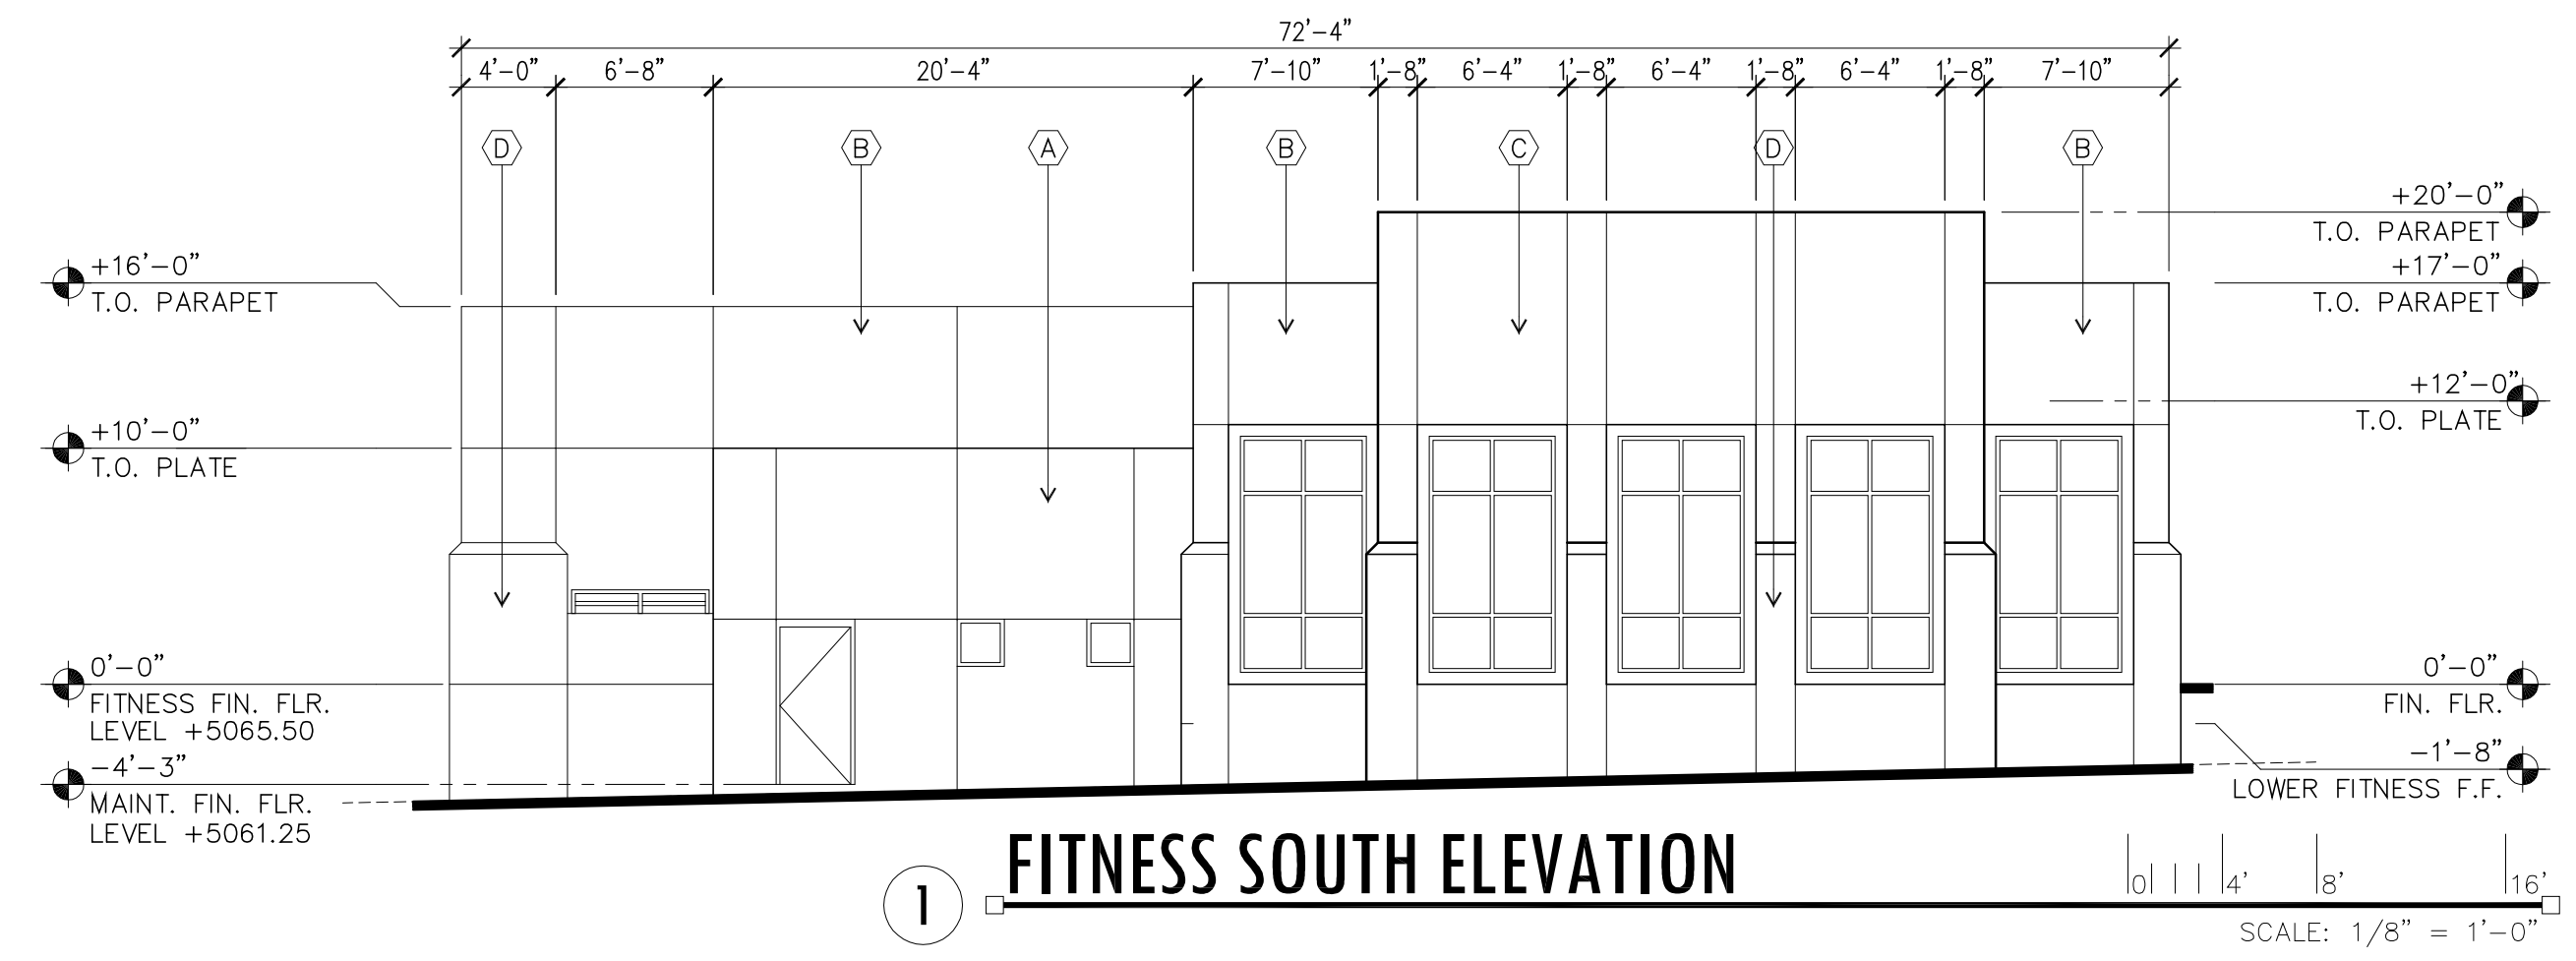 72'-4"
4'-0" 6'-8" 20'-4" 7'-10" 1'-8" 6'-4" 1'-8" 6'-4" 1'-8" 6'-4" 1'-8" 7'-10"
D B A B C D B
+16'-0"
T.O. PARAPET
+10'-0"
T.O. PLATE
0'-0"
FITNESS FIN. FLR.
LEVEL +5065.50
-4'-3"
MAINT. FIN. FLR.
LEVEL +5061.25
+20'-0"
T.O. PARAPET
+17'-0"
T.O. PARAPET
+12'-0"
T.O. PLATE
0'-0"
FIN. FLR.
-1'-8"
LOWER FITNESS F.F.
1 FITNESS SOUTH ELEVATION
0 4' 8' 16'
SCALE: 1/8" = 1'-0"